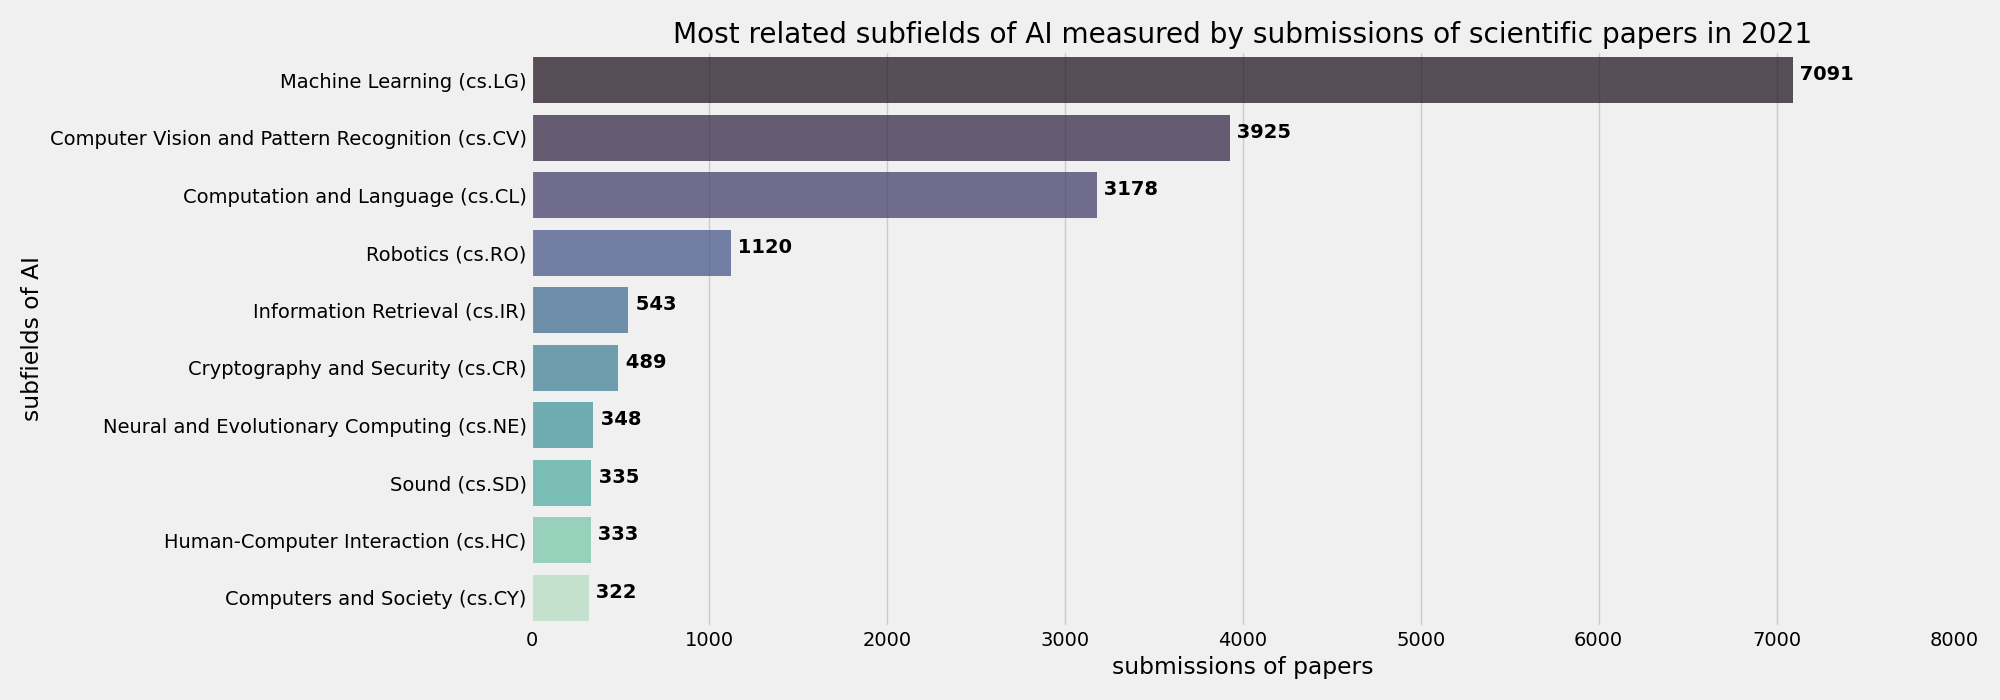 Most related subfields of AI measured by submissions of scientific papers in 2021
Machine Learning (cs.LG) 7091
Computer Vision and Pattern Recognition (cs.CV) 3925
Computation and Language (cs.CL) 3178
Robotics (cs.RO) 1120
Information Retrieval (cs.IR) 543
Cryptography and Security (cs.CR) 489
Neural and Evolutionary Computing (cs.NE) 348
Sound (cs.SD) 335
Human-Computer Interaction (cs.HC) 333
Computers and Society (cs.CY) 322
subfields of AI
0 1000 2000 3000 4000 5000 6000 7000 8000
submissions of papers